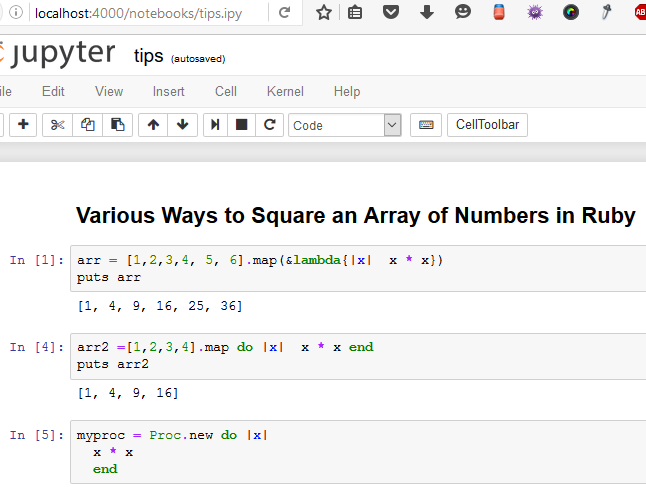 localhost:4000/notebooks/tips.ipy
jupyter tips (autosaved)
ile Edit View Insert Cell Kernel Help
Code CellToolbar
Various Ways to Square an Array of Numbers in Ruby
In [1]: arr = [1,2,3,4, 5, 6].map(&lambda{|x|  x * x})
puts arr
[1, 4, 9, 16, 25, 36]
In [4]: arr2 =[1,2,3,4].map do |x|  x * x end
puts arr2
[1, 4, 9, 16]
In [5]: myproc = Proc.new do |x|
  x * x
  end
AB